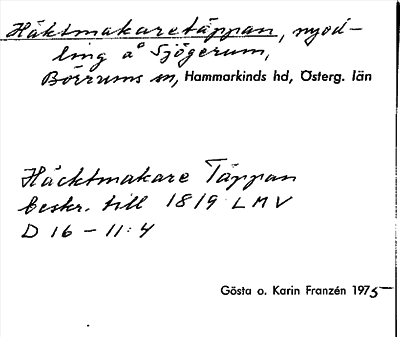 Häktmakaretäppan, nyod-
ling å Sjögerum,
Börrums sn, Hammarkinds hd, Österg. län
Häcktmakare Täppan
beskr. till 1819 LMV
D 16 - 11:4
Gösta o. Karin Franzén 1975